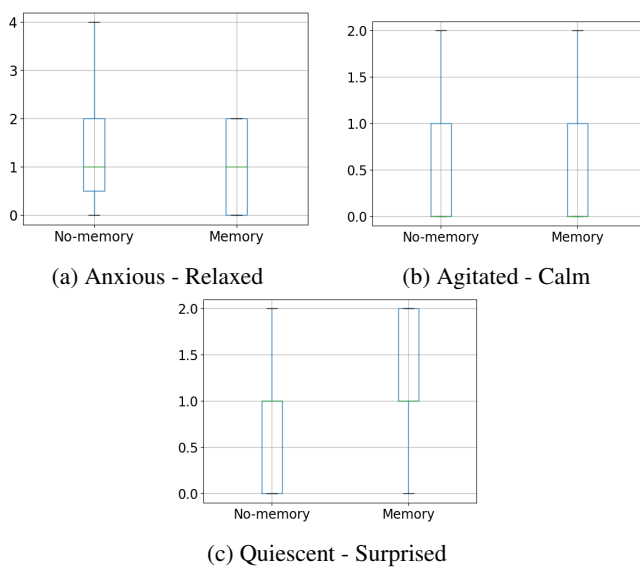 4
3
2
1
0
No-memory Memory
(a) Anxious - Relaxed
2.0
1.5
1.0
0.5
0.0
No-memory Memory
(b) Agitated - Calm
2.0
1.5
1.0
0.5
0.0
No-memory Memory
(c) Quiescent - Surprised